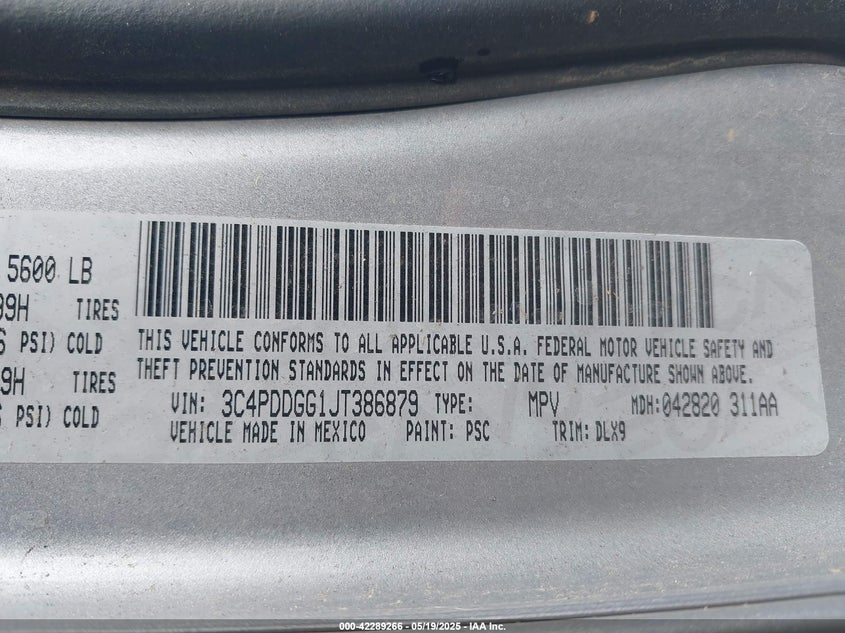 5600 LB
99H TIRES
PSI) COLD
9H TIRES
PSI) COLD
THIS VEHICLE CONFORMS TO ALL APPLICABLE U.S.A. FEDERAL MOTOR VEHICLE SAFETY AND
THEFT PREVENTION STANDARDS IN EFFECT ON THE DATE OF MANUFACTURE SHOWN ABOVE.
VIN: 3C4PDDGG1JT386879 TYPE: MPV MDH:042820 311AA
VEHICLE MADE IN MEXICO PAINT: PSC TRIM: DLX9
000-42289266 - 05/19/2025 - IAA Inc.